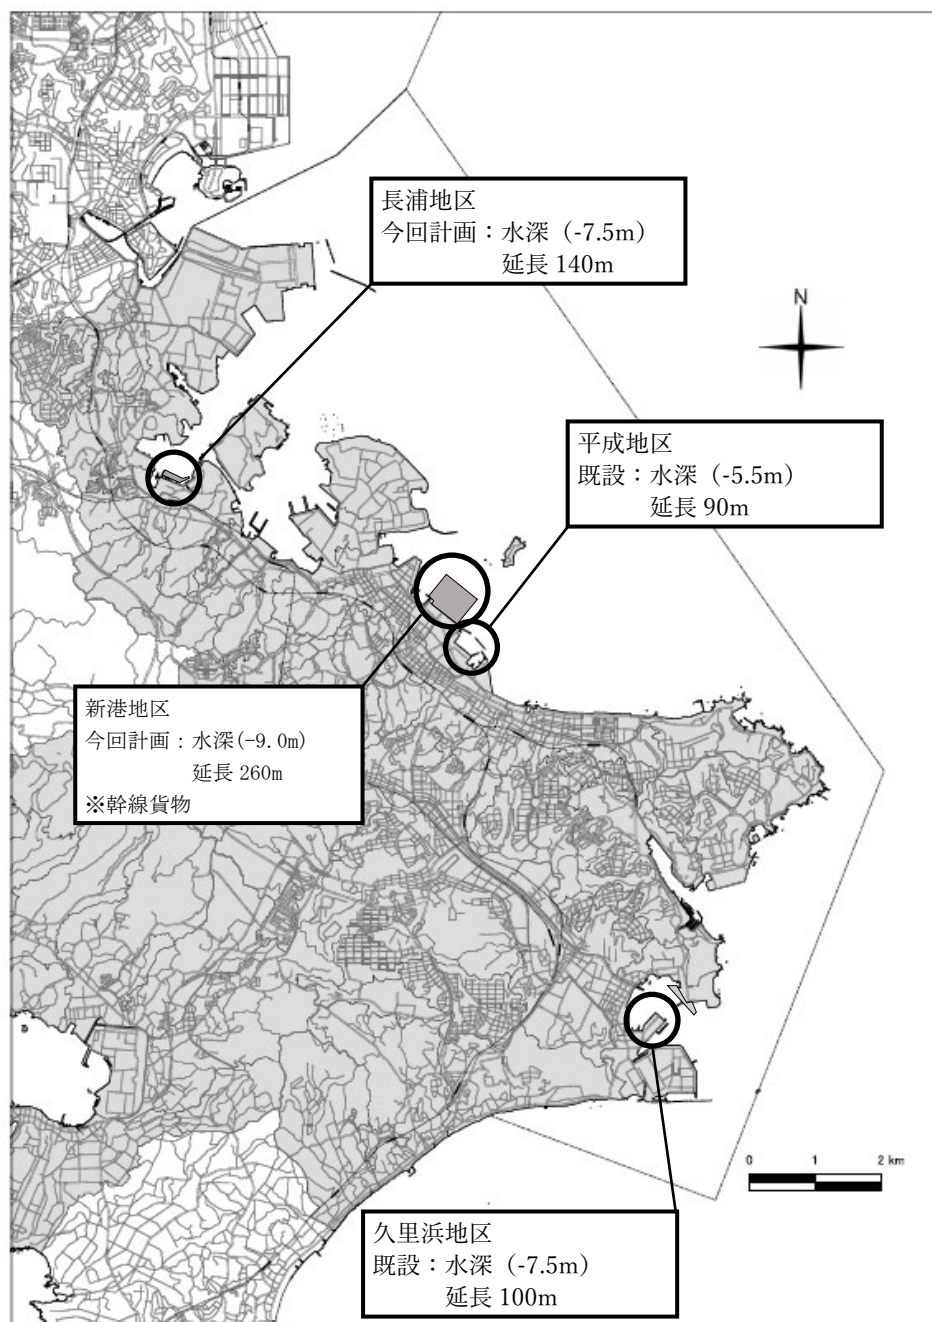 長浦地区
今回計画：水深（-7.5m）
延長 140m
N
平成地区
既設：水深（-5.5m）
延長 90m
新港地区
今回計画：水深(-9.0m)
延長 260m
※幹線貨物
0 1 2 km
久里浜地区
既設：水深（-7.5m）
延長 100m